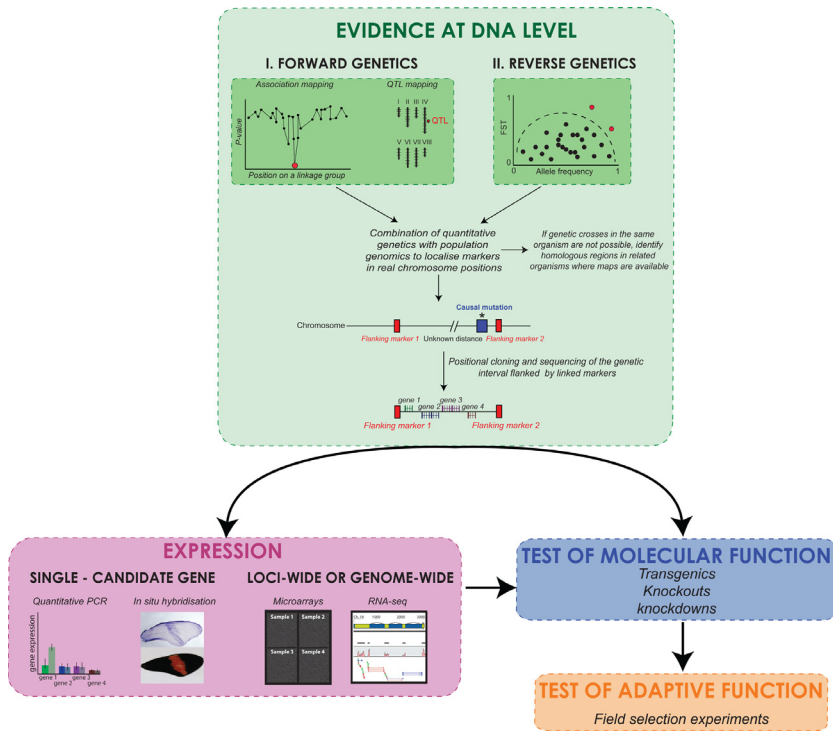 EVIDENCE AT DNA LEVEL
I. FORWARD GENETICS
II. REVERSE GENETICS
Association mapping
QTL mapping
P-value
Position on a linkage group
I II III IV
QTL
V VI VII VIII
1
FST
0
0
Allele frequency
1
Combination of quantitative
genetics with population
genomics to localise markers
in real chromosome positions
If genetic crosses in the same
organism are not possible, identify
homologous regions in related
organisms where maps are available
Causal mutation
*
Chromosome
Flanking marker 1
Unknown distance
Flanking marker 2
Positional cloning and sequencing of the genetic
interval flanked by linked markers
gene 1
gene 3
gene 2
gene 4
Flanking marker 1
Flanking marker 2
EXPRESSION
SINGLE - CANDIDATE GENE
LOCI-WIDE OR GENOME-WIDE
Quantitative PCR
In situ hybridisation
Microarrays
RNA-seq
gene expression
gene 1
gene 2
gene 3
gene 4
Sample 1
Sample 2
Sample 3
Sample 4
TEST OF MOLECULAR FUNCTION
Transgenics
Knockouts
knockdowns
TEST OF ADAPTIVE FUNCTION
Field selection experiments